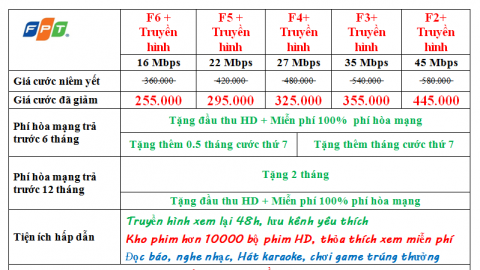 FPT
F6 + Truyền hình
F5 + Truyền hình
F4+ Truyền hình
F3+ Truyền hình
F2+ Truyền hình
16 Mbps 22 Mbps 27 Mbps 35 Mbps 45 Mbps
Giá cước niêm yết 360.000 420.000 480.000 540.000 580.000
Giá cước đã giảm 255.000 295.000 325.000 355.000 445.000
Phí hòa mạng trả trước 6 tháng
Tặng đầu thu HD + Miễn phí 100% phí hòa mạng
Tặng thêm 0.5 tháng cước thứ 7 Tặng thêm tháng cước thứ 7
Phí hòa mạng trả trước 12 tháng
Tặng 2 tháng
Tặng đầu thu HD + Miễn phí 100% phí hòa mạng
Tiện ích hấp dẫn
Truyền hình xem lại 48h, lưu kênh yêu thích
Kho phim hơn 10000 bộ phim HD, thỏa thích xem miễn phí
Đọc báo, nghe nhạc, Hát karaoke, chơi game trúng thưởng